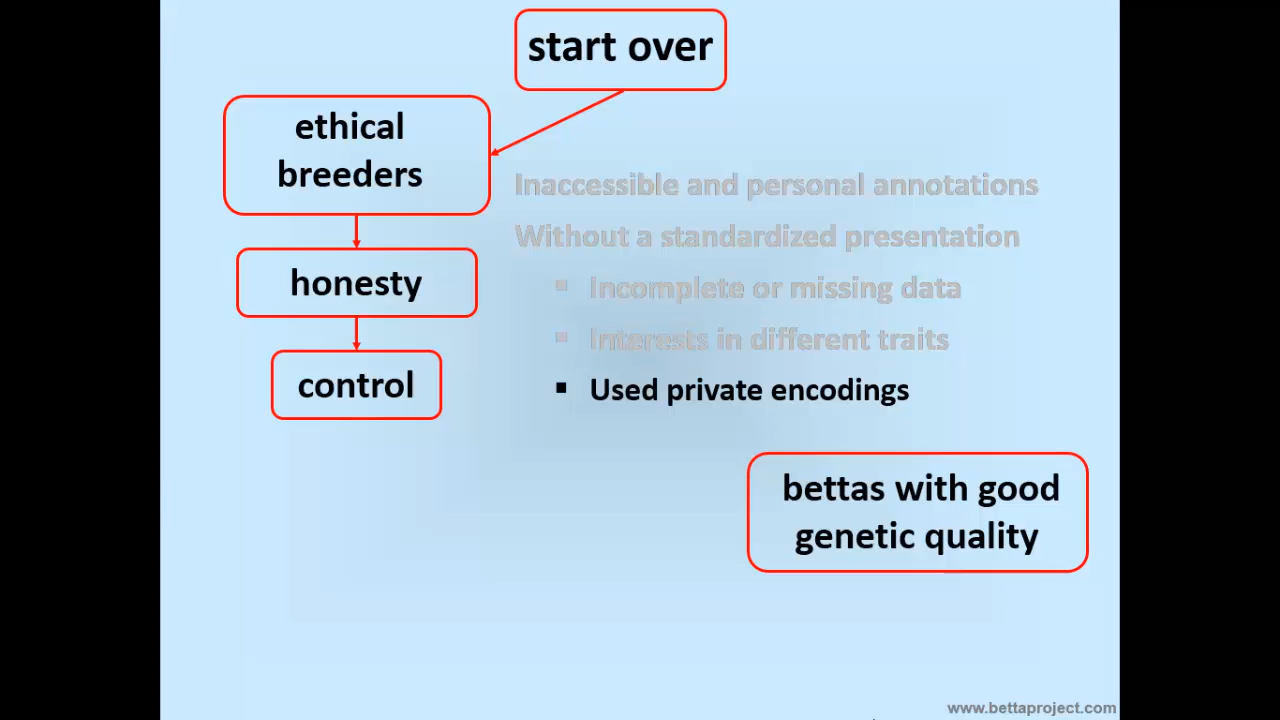 start over
ethical
breeders
Inaccessible and personal annotations
Without a standardized presentation
honesty
▪ Incomplete or missing data
▪ Interests in different traits
control
▪ Used private encodings
bettas with good
genetic quality
www.bettaproject.com